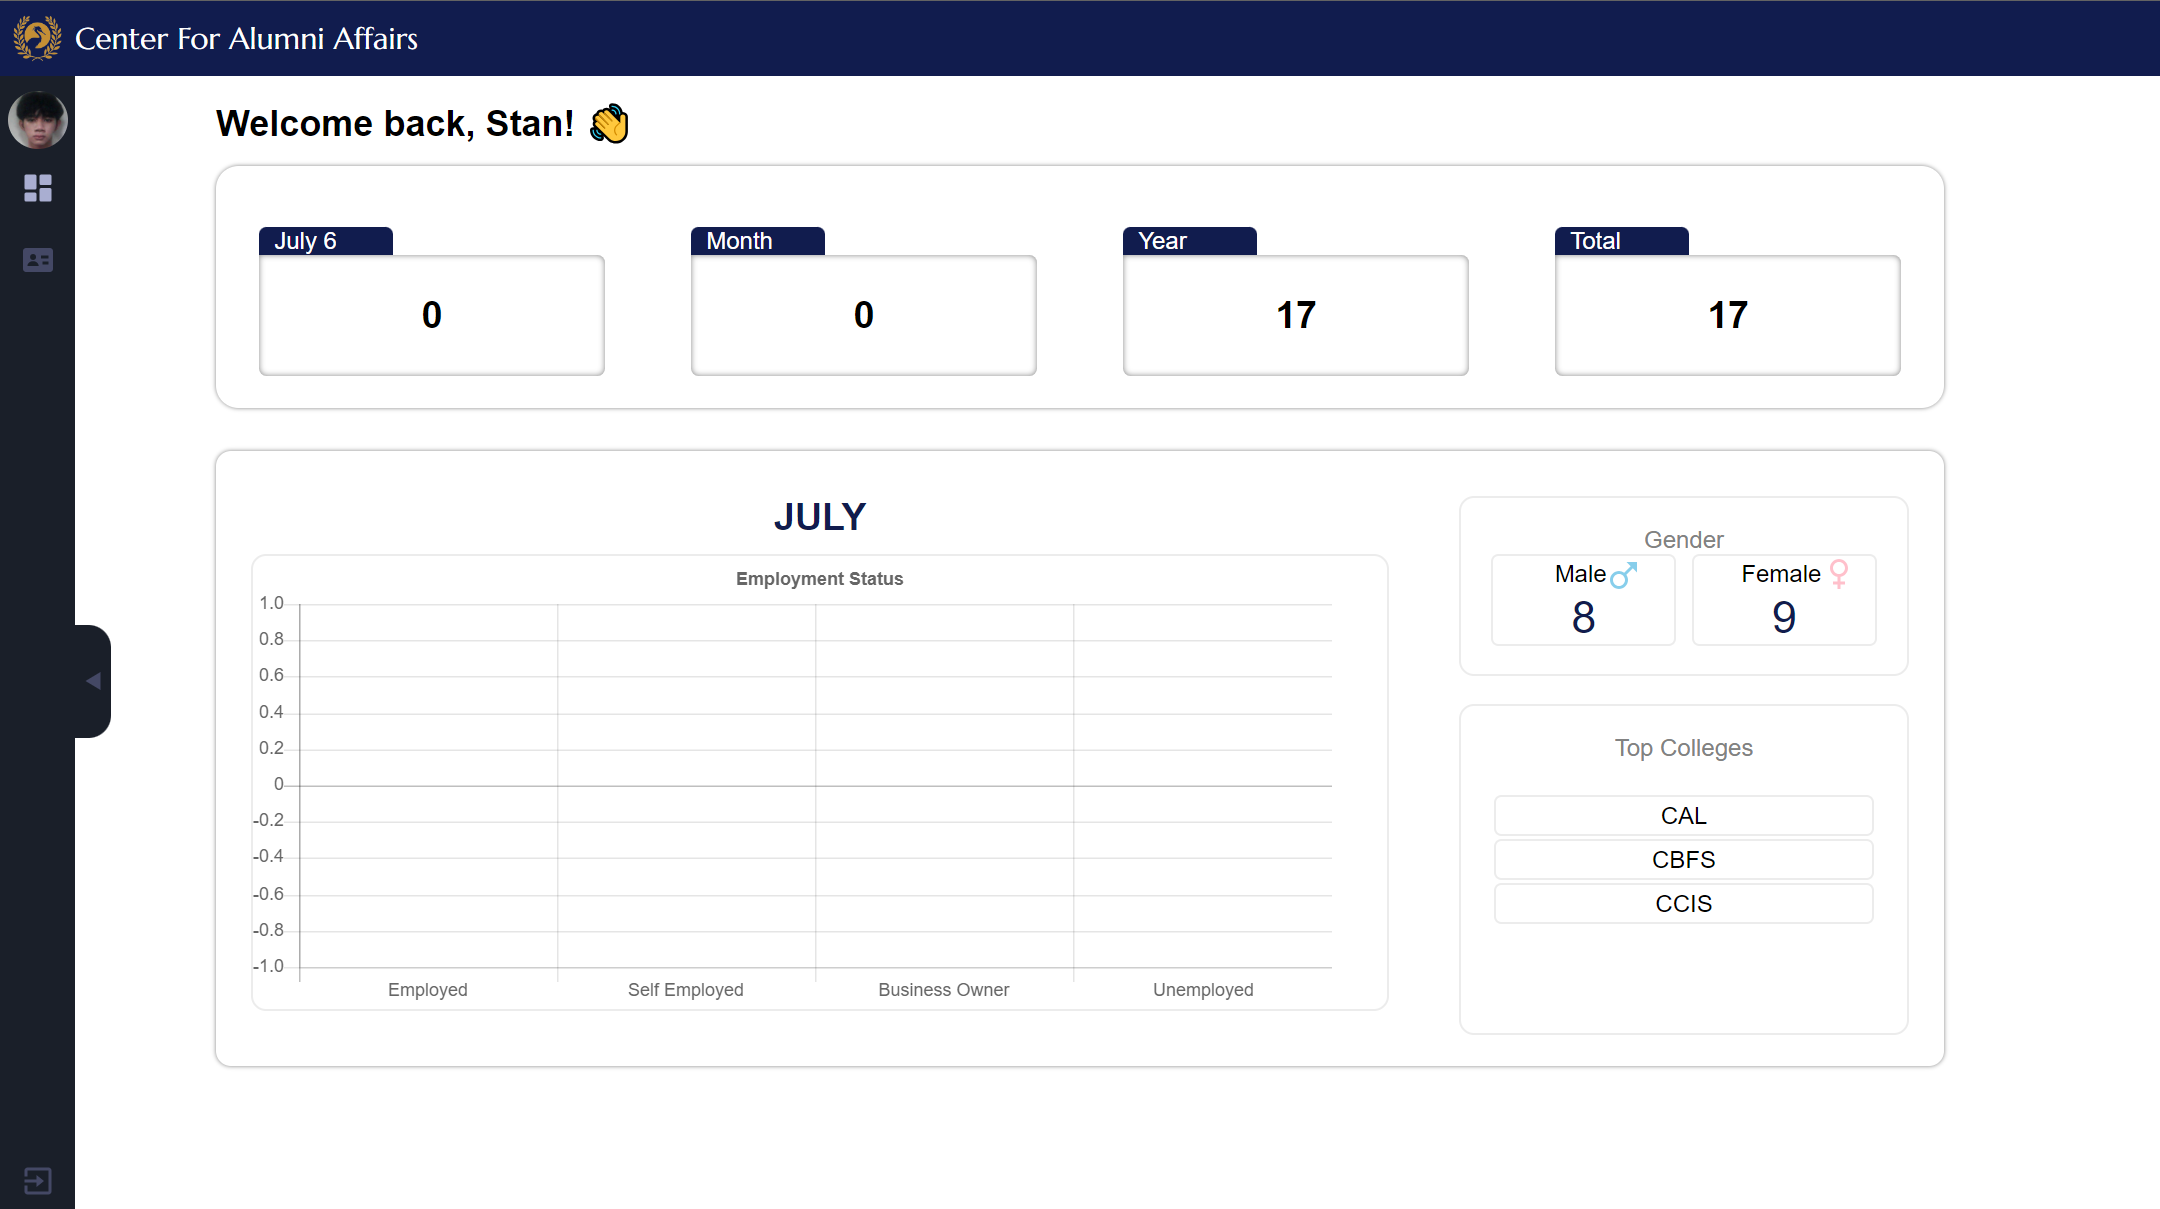 Center For Alumni Affairs
Welcome back, Stan! 👋
July 6
0
Month
0
Year
17
Total
17
JULY
Employment Status
1.0
0.8
0.6
0.4
0.2
0
-0.2
-0.4
-0.6
-0.8
-1.0
Employed Self Employed Business Owner Unemployed
Gender
Male
8
Female
9
Top Colleges
CAL
CBFS
CCIS